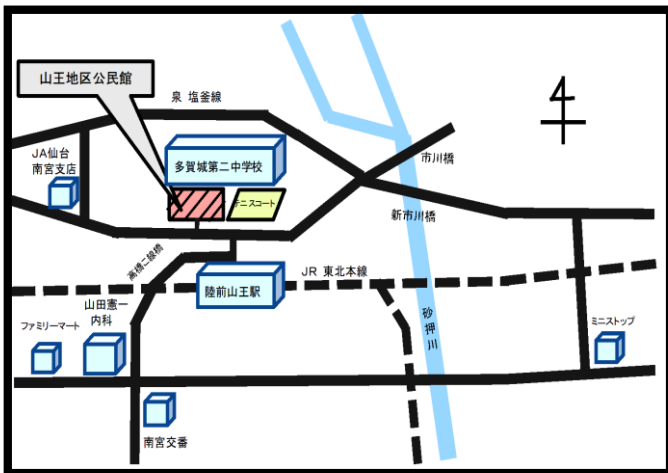 山王地区公民館
泉 塩釜線
JA仙台
南宮支店
多賀城第二中学校
テニスコート
市川橋
新市川橋
高橋こ線橋
JR 東北本線
陸前山王駅
山田憲一
内科
ファミリーマート
砂押川
ミニストップ
南宮交番